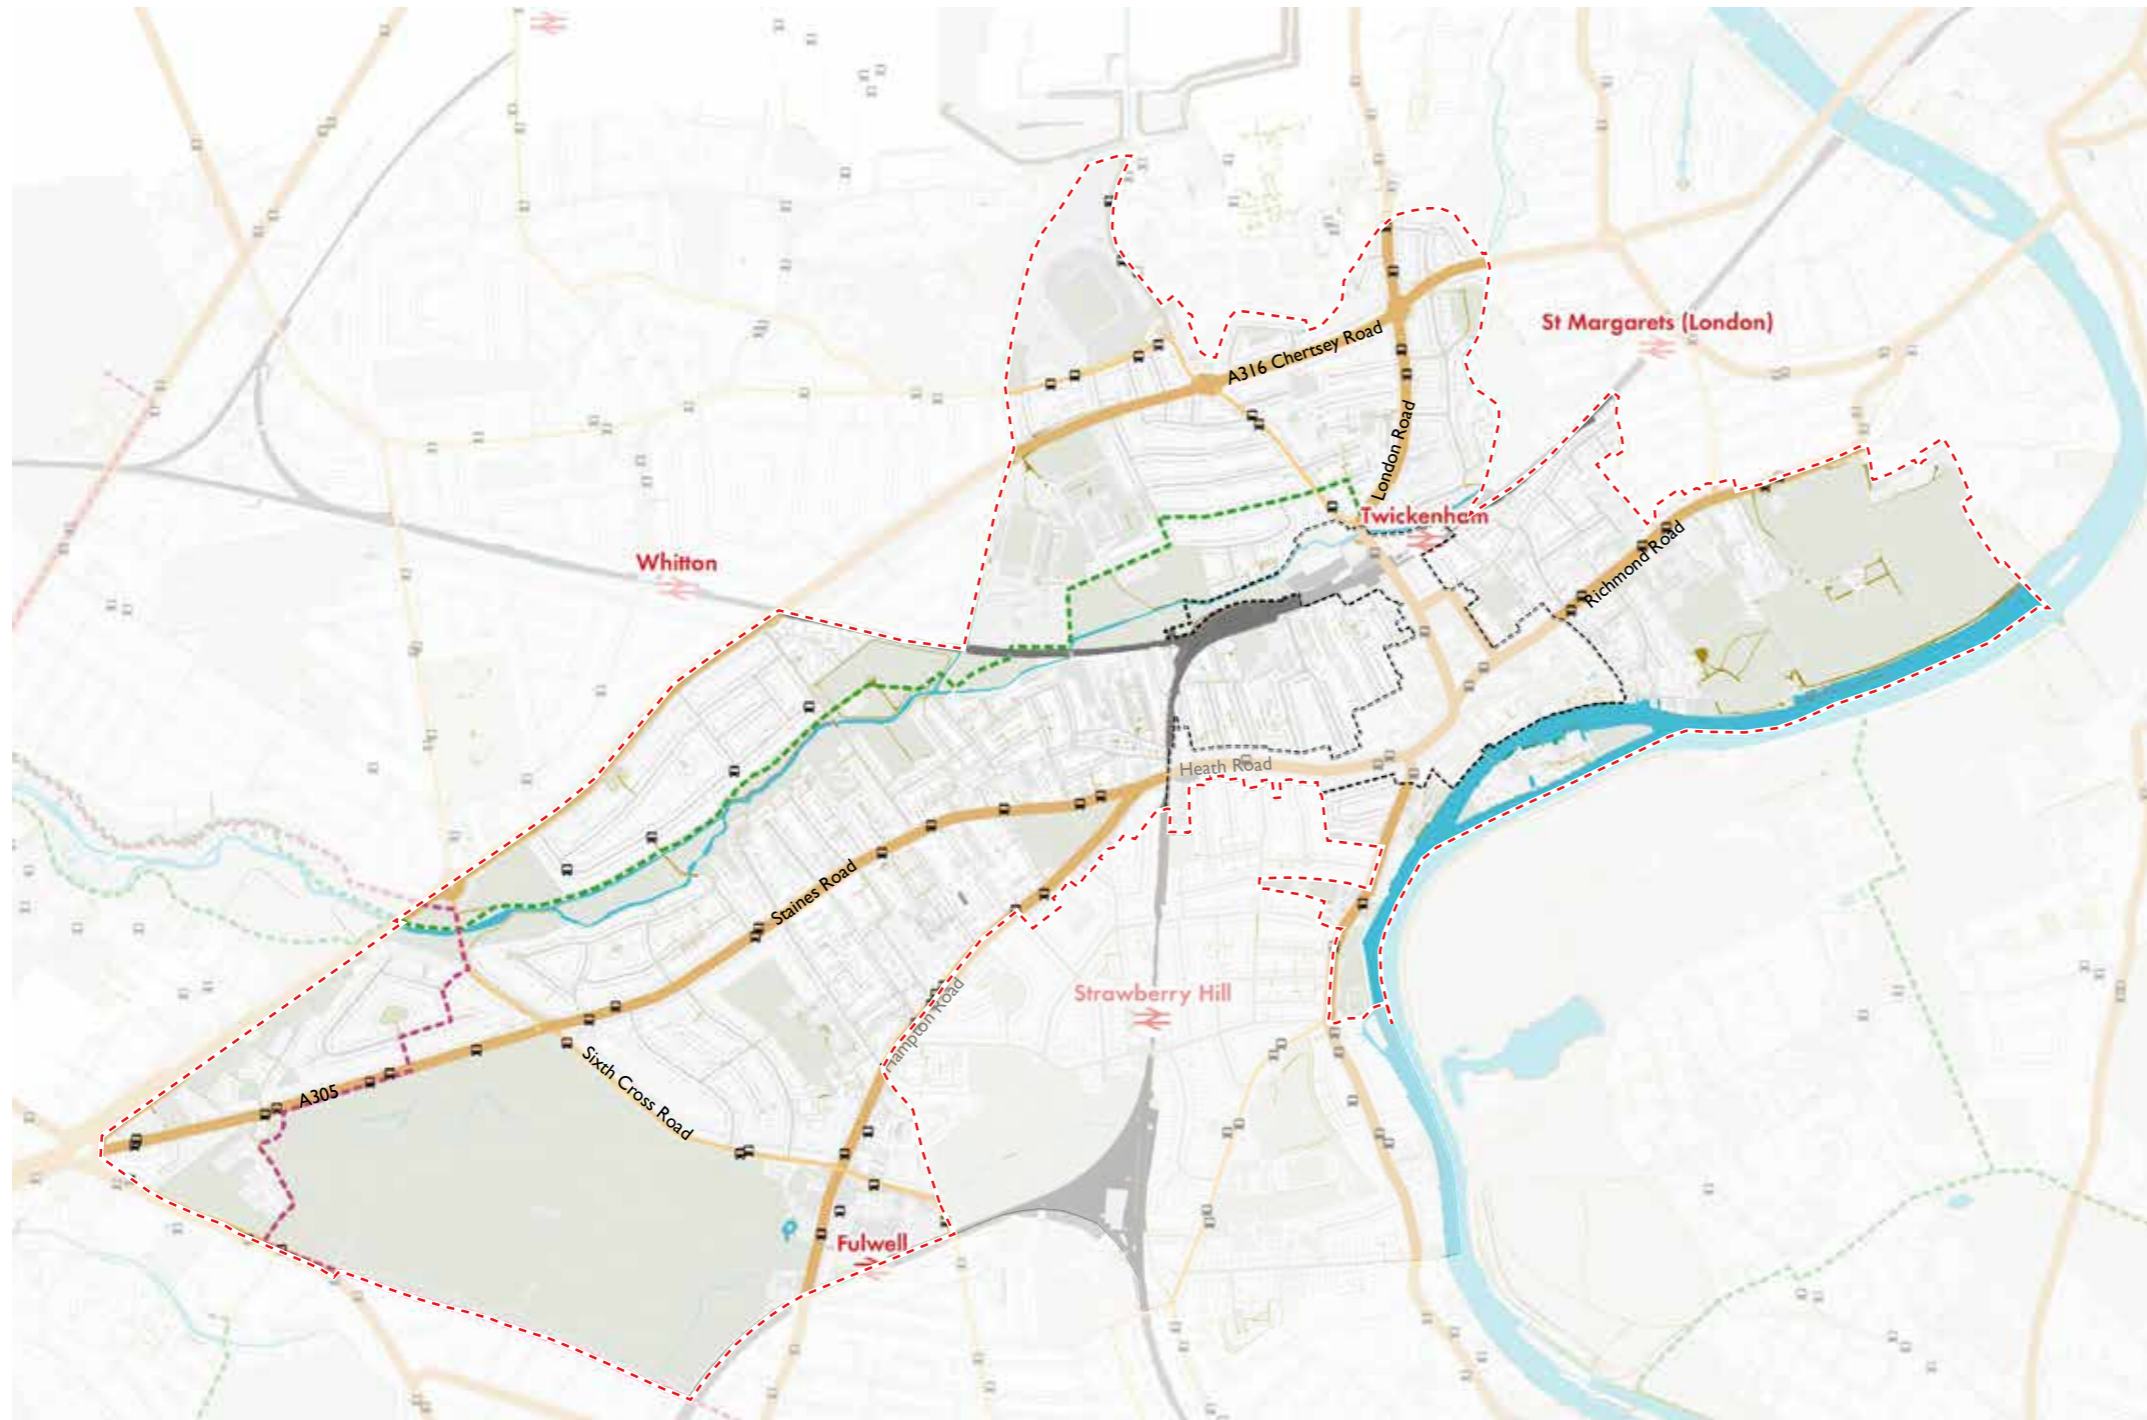 St Margarets (London)
A316 Chertsey Road
London Road
Twickenham
Richmond Road
Whitton
Heath Road
Staines Road
Strawberry Hill
Hampton Road
Sixth Cross Road
A305
Fulwell